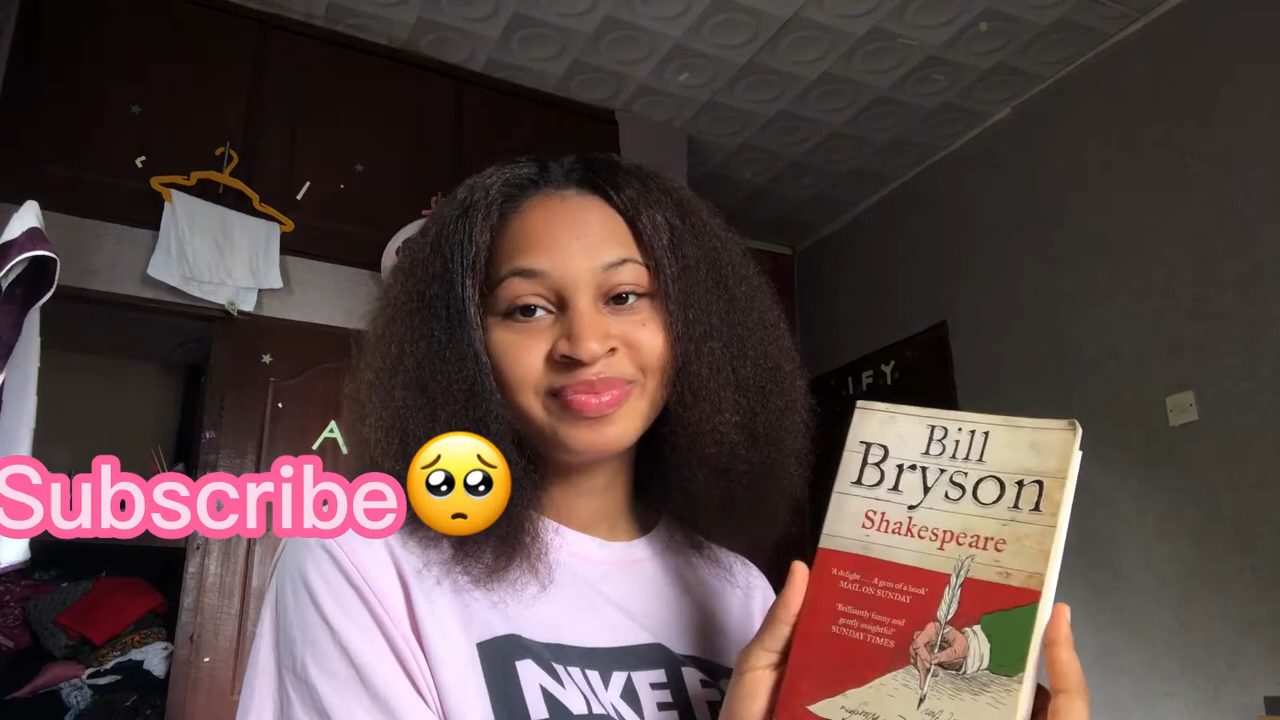 A
IFY
Subscribe🥺
Bill
Bryson
Shakespeare
'A delight ... A gem of a book'
MAIL ON SUNDAY
'Brilliantly funny and
gently insightful'
SUNDAY TIMES
NIKE